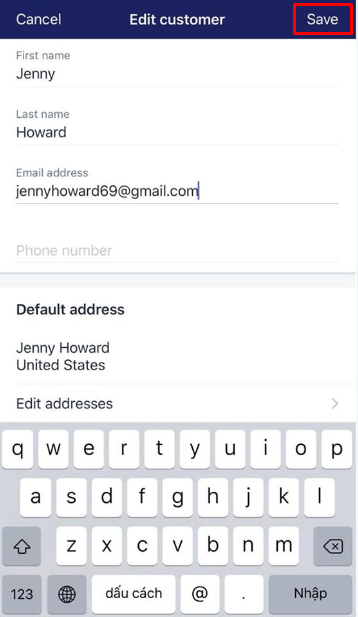 Cancel Edit customer Save
First name
Jenny
Last name
Howard
Email address
jennyhoward69@gmail.com
Phone number
Default address
Jenny Howard
United States
Edit addresses
q w e r t y u i o p
a s d f g h j k l
z x c v b n m
123 dấu cách @ . Nhập